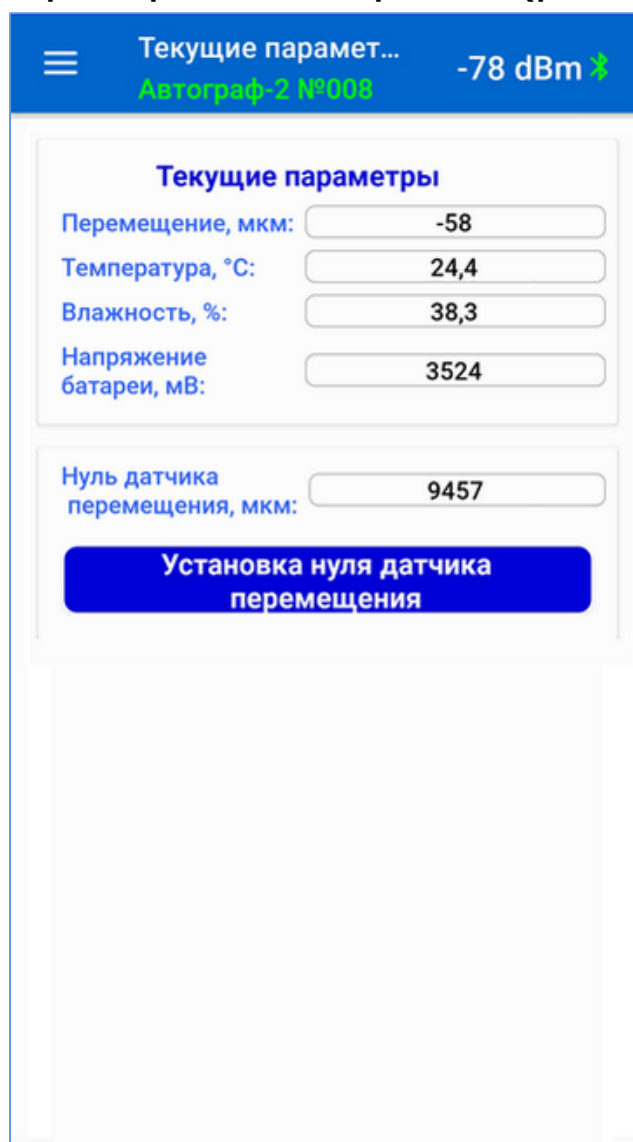 Текущие парамет...
Автограф-2 №008
-78 dBm
Текущие параметры
Перемещение, мкм: -58
Температура, °C: 24,4
Влажность, %: 38,3
Напряжение
батареи, мВ: 3524
Нуль датчика
перемещения, мкм: 9457
Установка нуля датчика
перемещения